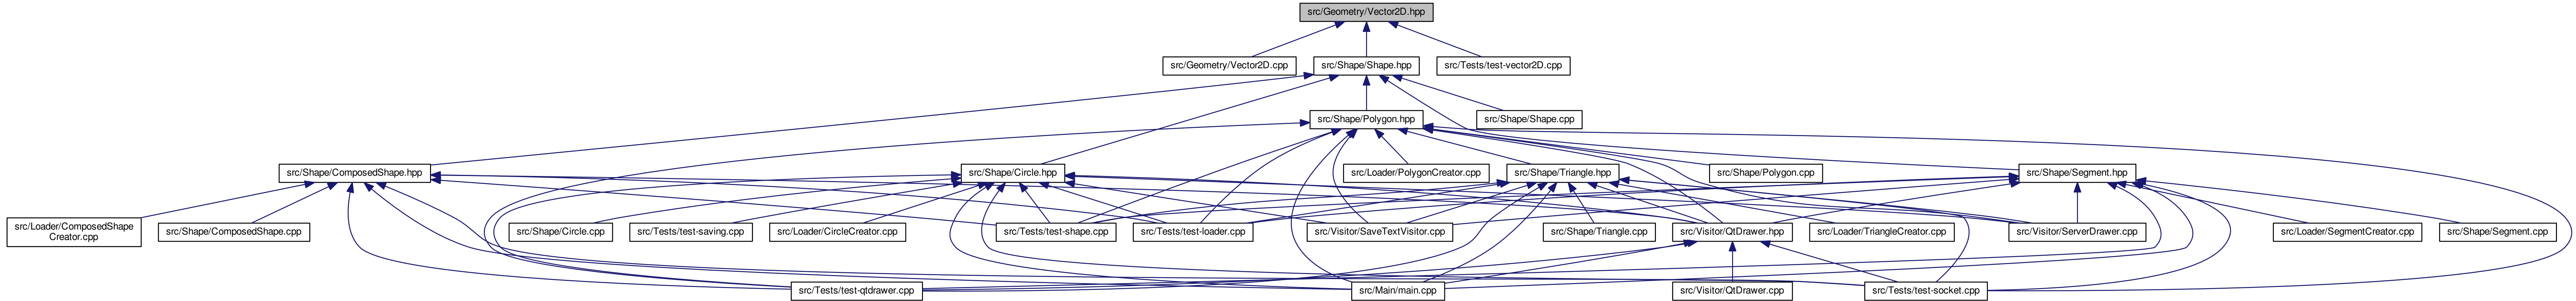 src/Geometry/Vector2D.hpp
src/Geometry/Vector2D.cpp
src/Shape/Shape.hpp
src/Tests/test-vector2D.cpp
src/Shape/Polygon.hpp
src/Shape/Shape.cpp
src/Shape/ComposedShape.hpp
src/Shape/Circle.hpp
src/Loader/PolygonCreator.cpp
src/Shape/Triangle.hpp
src/Shape/Polygon.cpp
src/Shape/Segment.hpp
src/Loader/ComposedShape
Creator.cpp
src/Shape/ComposedShape.cpp
src/Shape/Circle.cpp
src/Tests/test-saving.cpp
src/Loader/CircleCreator.cpp
src/Tests/test-shape.cpp
src/Tests/test-loader.cpp
src/Visitor/SaveTextVisitor.cpp
src/Shape/Triangle.cpp
src/Visitor/QtDrawer.hpp
src/Loader/TriangleCreator.cpp
src/Visitor/ServerDrawer.cpp
src/Loader/SegmentCreator.cpp
src/Shape/Segment.cpp
src/Tests/test-qtdrawer.cpp
src/Main/main.cpp
src/Visitor/QtDrawer.cpp
src/Tests/test-socket.cpp